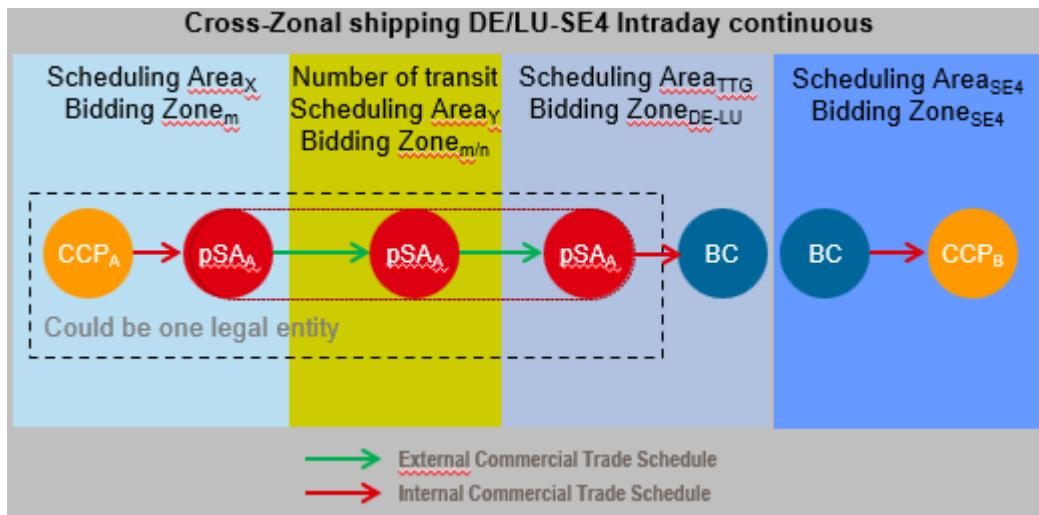 Cross-Zonal shipping DE/LU-SE4 Intraday continuous
Scheduling AreaX
Bidding Zonem
Number of transit
Scheduling AreaY
Bidding Zonem/n
Scheduling AreaTTG
Bidding ZoneDE-LU
Scheduling AreaSE4
Bidding ZoneSE4
CCPA
pSAA
pSAA
pSAA
BC
BC
CCPB
Could be one legal entity
External Commercial Trade Schedule
Internal Commercial Trade Schedule